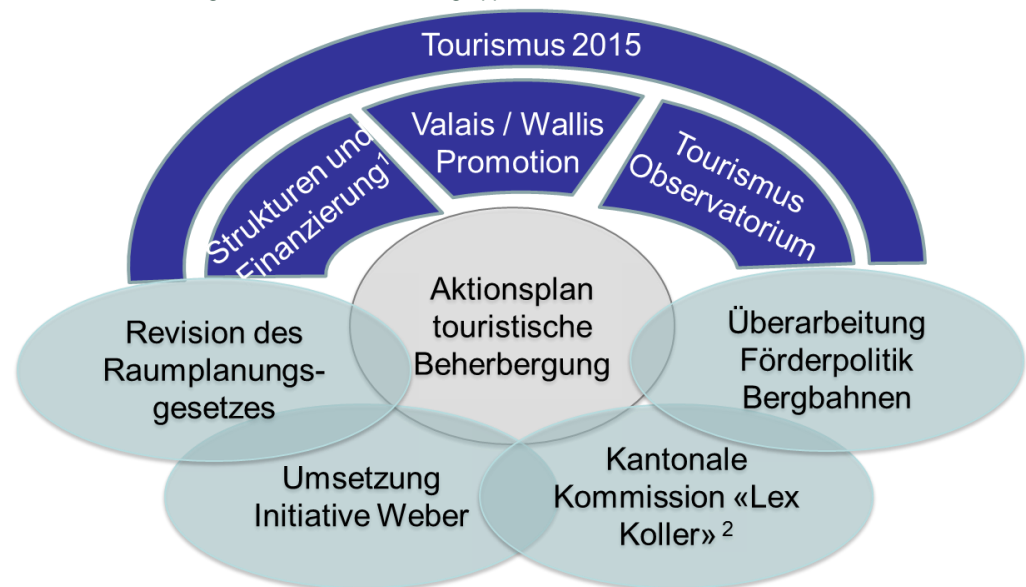 Tourismus 2015
Strukturen und
Finanzierung¹
Valais / Wallis
Promotion
Tourismus
Observatorium
Aktionsplan
touristische
Beherbergung
Revision des
Raumplanungs-
gesetzes
Überarbeitung
Förderpolitik
Bergbahnen
Umsetzung
Initiative Weber
Kantonale
Kommission «Lex
Koller» ²